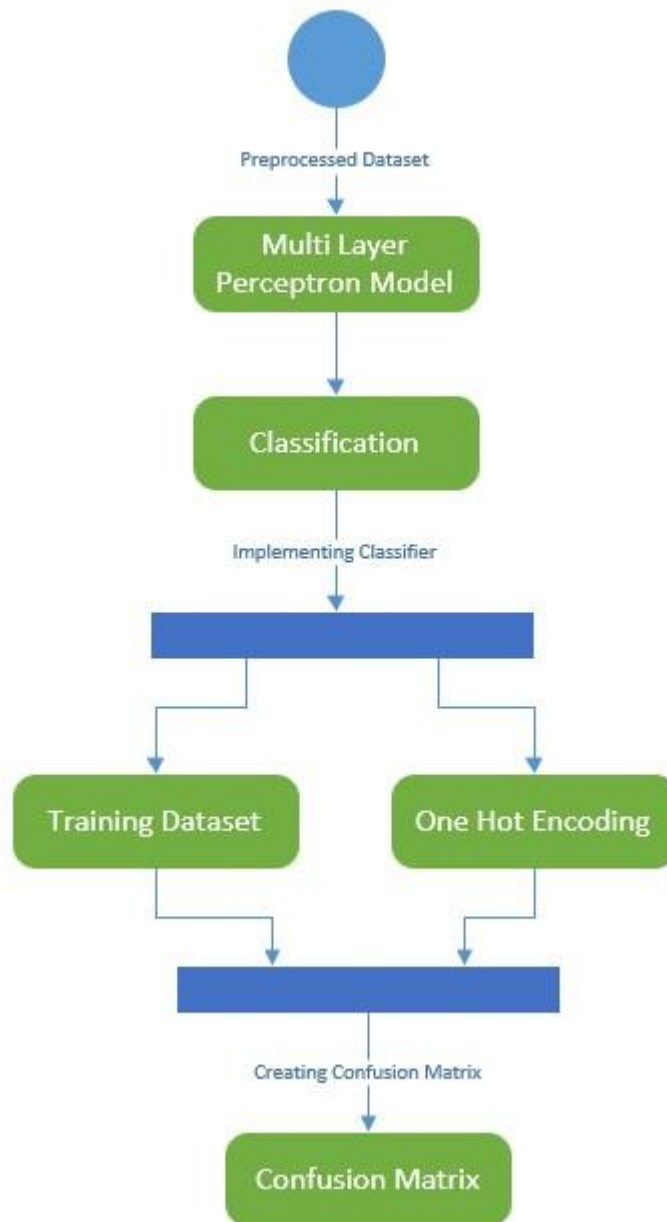 Preprocessed Dataset
Multi Layer
Perceptron Model
Classification
Implementing Classifier
Training Dataset
One Hot Encoding
Creating Confusion Matrix
Confusion Matrix